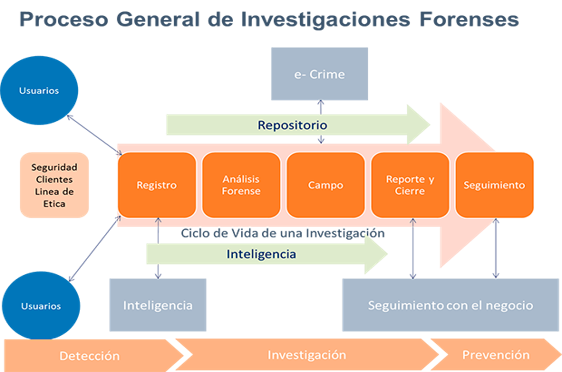 Proceso General de Investigaciones Forenses
Usuarios
e- Crime
Repositorio
Seguridad
Clientes
Linea de
Etica
Registro
Análisis
Forense
Campo
Reporte y
Cierre
Seguimiento
Ciclo de Vida de una Investigación
Inteligencia
Usuarios
Inteligencia
Seguimiento con el negocio
Detección
Investigación
Prevención